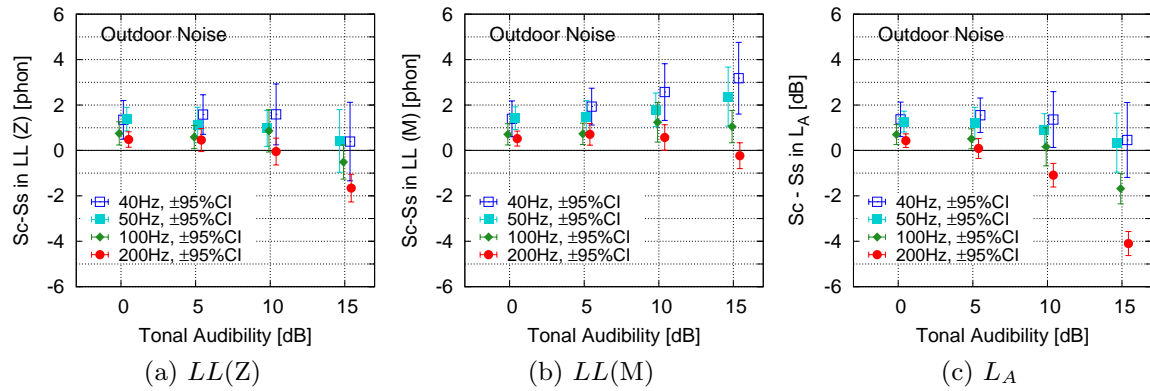 Outdoor Noise
Sc-Ss in LL (Z) [phon]
6
4
2
0
-2
-4
-6
40Hz, ±95%CI
50Hz, ±95%CI
100Hz, ±95%CI
200Hz, ±95%CI
0 5 10 15
Tonal Audibility [dB]
(a) LL(Z)
Outdoor Noise
Sc-Ss in LL (M) [phon]
6
4
2
0
-2
-4
-6
40Hz, ±95%CI
50Hz, ±95%CI
100Hz, ±95%CI
200Hz, ±95%CI
0 5 10 15
Tonal Audibility [dB]
(b) LL(M)
Outdoor Noise
Sc - Ss in L_A [dB]
6
4
2
0
-2
-4
-6
40Hz, ±95%CI
50Hz, ±95%CI
100Hz, ±95%CI
200Hz, ±95%CI
0 5 10 15
Tonal Audibility [dB]
(c) L_A